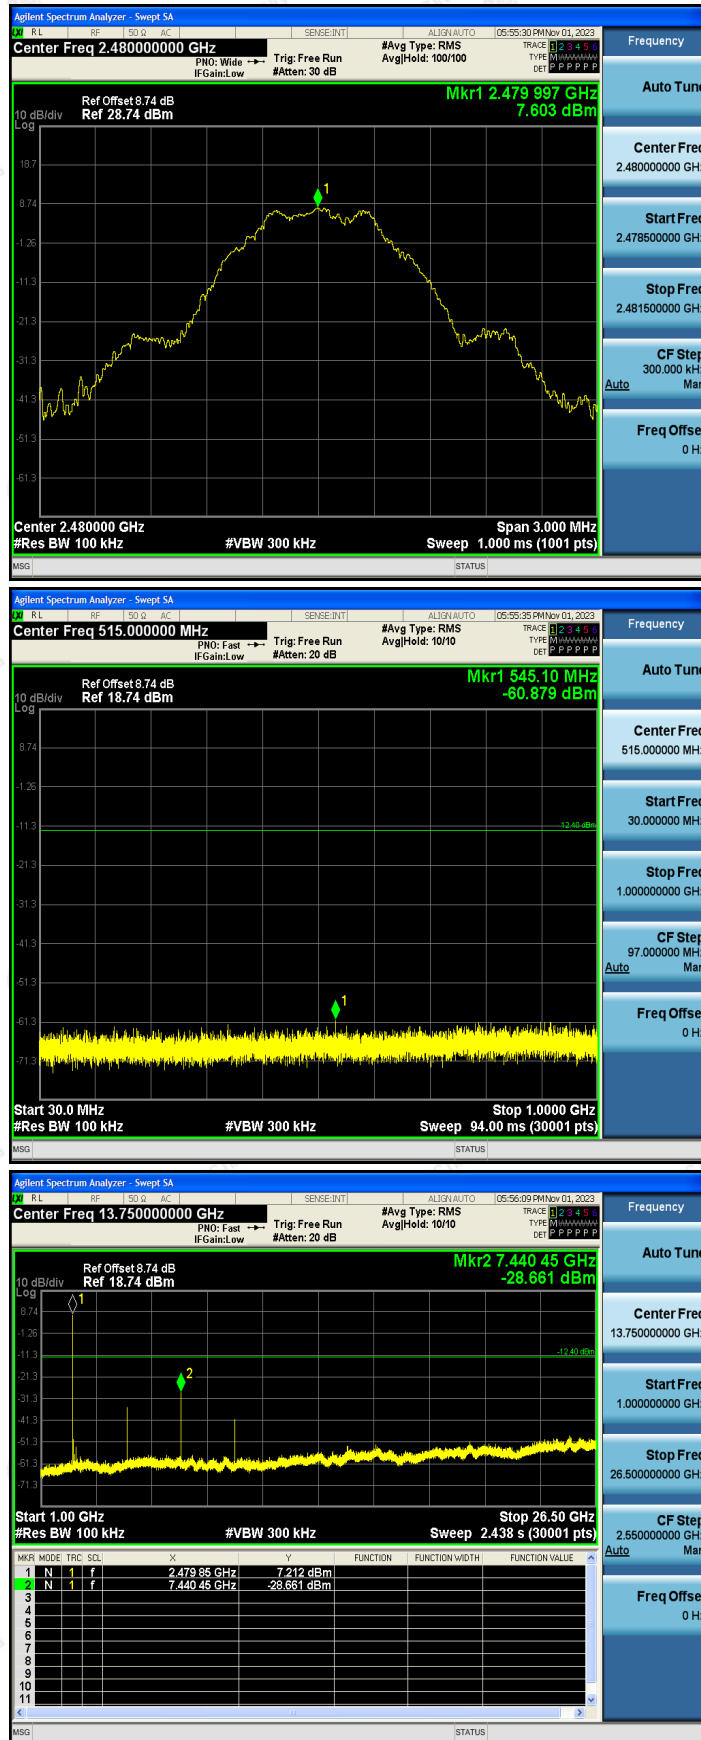 Agilent Spectrum Analyzer - Swept SA
LXI RL RF 50 Ω AC SENSE:INT ALIGNAUTO 05:55:30 PM Nov 01, 2023
Center Freq 2.480000000 GHz #Avg Type: RMS TRACE 1 2 3 4 5 6
PNO: Wide Trig: Free Run Avg|Hold: 100/100 TYPE M
IFGain:Low #Atten: 30 dB DET P P P P P P
Ref Offset 8.74 dB Mkr1 2.479 997 GHz
10 dB/div Ref 28.74 dBm 7.603 dBm
Log
18.7
8.74
-1.26
-11.3
-21.3
-31.3
-41.3
-51.3
-61.3
1
Center 2.480000 GHz Span 3.000 MHz
#Res BW 100 kHz #VBW 300 kHz Sweep 1.000 ms (1001 pts)
MSG STATUS
Frequency
Auto Tune
Center Freq
2.480000000 GHz
Start Freq
2.478500000 GHz
Stop Freq
2.481500000 GHz
CF Step
300.000 kHz
Auto Man
Freq Offset
0 Hz
Agilent Spectrum Analyzer - Swept SA
LXI RL RF 50 Ω AC SENSE:INT ALIGNAUTO 05:55:35 PM Nov 01, 2023
Center Freq 515.000000 MHz #Avg Type: RMS TRACE 1 2 3 4 5 6
PNO: Fast Trig: Free Run Avg|Hold: 10/10 TYPE M
IFGain:Low #Atten: 20 dB DET P P P P P P
Ref Offset 8.74 dB Mkr1 545.10 MHz
10 dB/div Ref 18.74 dBm -60.879 dBm
Log
8.74
-1.26
-11.3
-21.3
-31.3
-41.3
-51.3
-61.3
-71.3
-12.40 dBm
1
Start 30.0 MHz Stop 1.0000 GHz
#Res BW 100 kHz #VBW 300 kHz Sweep 94.00 ms (30001 pts)
MSG STATUS
Frequency
Auto Tune
Center Freq
515.000000 MHz
Start Freq
30.000000 MHz
Stop Freq
1.000000000 GHz
CF Step
97.000000 MHz
Auto Man
Freq Offset
0 Hz
Agilent Spectrum Analyzer - Swept SA
LXI RL RF 50 Ω AC SENSE:INT ALIGNAUTO 05:56:09 PM Nov 01, 2023
Center Freq 13.750000000 GHz #Avg Type: RMS TRACE 1 2 3 4 5 6
PNO: Fast Trig: Free Run Avg|Hold: 10/10 TYPE M
IFGain:Low #Atten: 20 dB DET P P P P P P
Ref Offset 8.74 dB Mkr2 7.440 45 GHz
10 dB/div Ref 18.74 dBm -28.661 dBm
Log
8.74
-1.26
-11.3
-21.3
-31.3
-41.3
-51.3
-61.3
-71.3
1
-12.40 dBm
2
Start 1.00 GHz Stop 26.50 GHz
#Res BW 100 kHz #VBW 300 kHz Sweep 2.438 s (30001 pts)
MKR MODE TRC SCL X Y FUNCTION FUNCTION WIDTH FUNCTION VALUE
1 N 1 f 2.479 85 GHz 7.212 dBm
2 N 1 f 7.440 45 GHz -28.661 dBm
3
4
5
6
7
8
9
10
11
MSG STATUS
Frequency
Auto Tune
Center Freq
13.750000000 GHz
Start Freq
1.000000000 GHz
Stop Freq
26.500000000 GHz
CF Step
2.550000000 GHz
Auto Man
Freq Offset
0 Hz